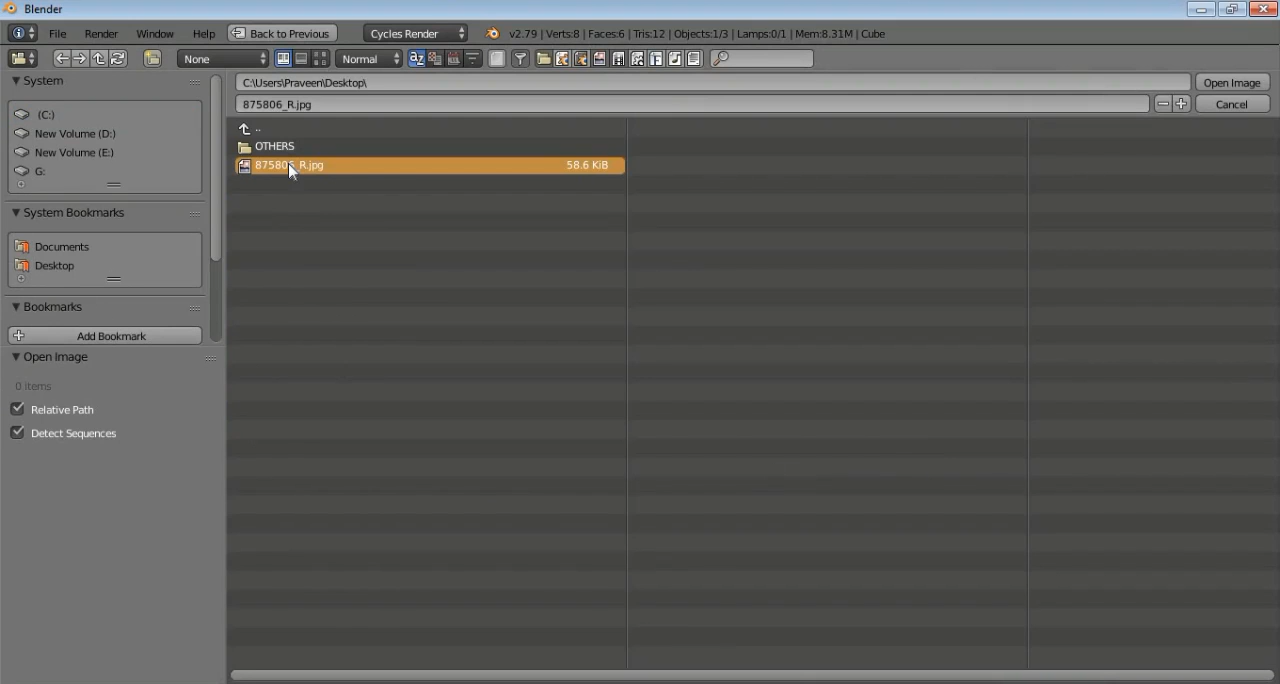 Blender
File Render Window Help Back to Previous Cycles Render v2.79 | Verts:8 | Faces:6 | Tris:12 | Objects:1/3 | Lamps:0/1 | Mem:8.31M | Cube
None Normal
System
C:\Users\Praveen\Desktop\ Open Image
875806_R.jpg Cancel
(C:)
New Volume (D:)
New Volume (E:)
G:
..
OTHERS
875806_R.jpg 58.6 KiB
System Bookmarks
Documents
Desktop
Bookmarks
Add Bookmark
Open Image
0 items
Relative Path
Detect Sequences